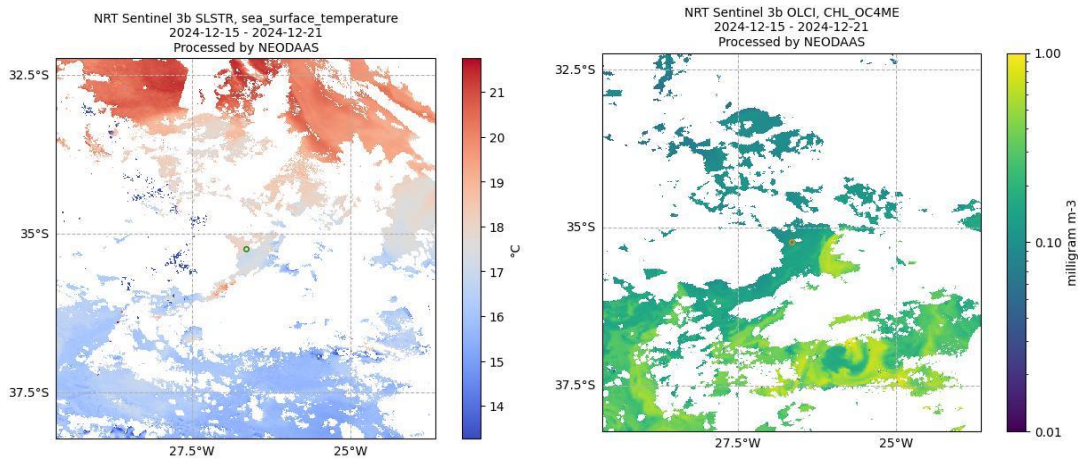 NRT Sentinel 3b SLSTR, sea_surface_temperature
2024-12-15 - 2024-12-21
Processed by NEODAAS
32.5°S
35°S
37.5°S
27.5°W
25°W
21
20
19
18
17
16
15
14
°C
NRT Sentinel 3b OLCI, CHL_OC4ME
2024-12-15 - 2024-12-21
Processed by NEODAAS
32.5°S
35°S
37.5°S
27.5°W
25°W
1.00
0.10
0.01
milligram m-3